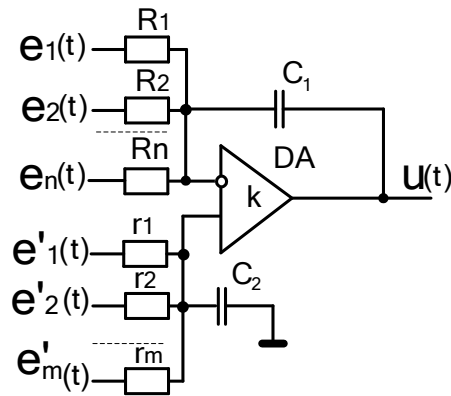 R1
e1(t)
R2
C1
e2(t)
Rn
DA
en(t)
k
u(t)
r1
e'1(t)
r2
C2
e'2(t)
rm
e'm(t)